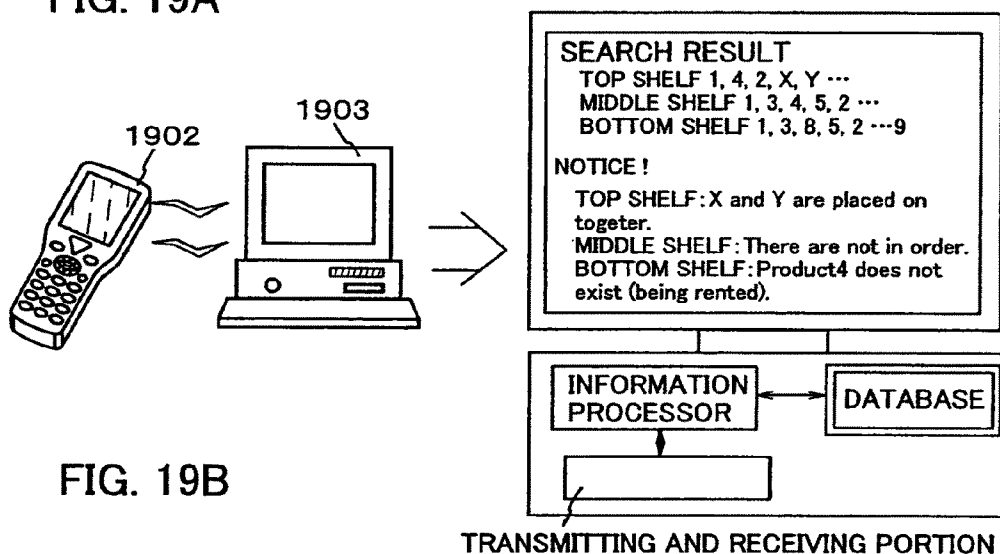 FIG. 19A
1902
1903
SEARCH RESULT
TOP SHELF 1, 4, 2, X, Y ···
MIDDLE SHELF 1, 3, 4, 5, 2 ···
BOTTOM SHELF 1, 3, 8, 5, 2 ···9
NOTICE !
TOP SHELF:X and Y are placed on
togeter.
MIDDLE SHELF:There are not in order.
BOTTOM SHELF:Product4 does not
exist (being rented).
INFORMATION
PROCESSOR
DATABASE
FIG. 19B
TRANSMITTING AND RECEIVING PORTION